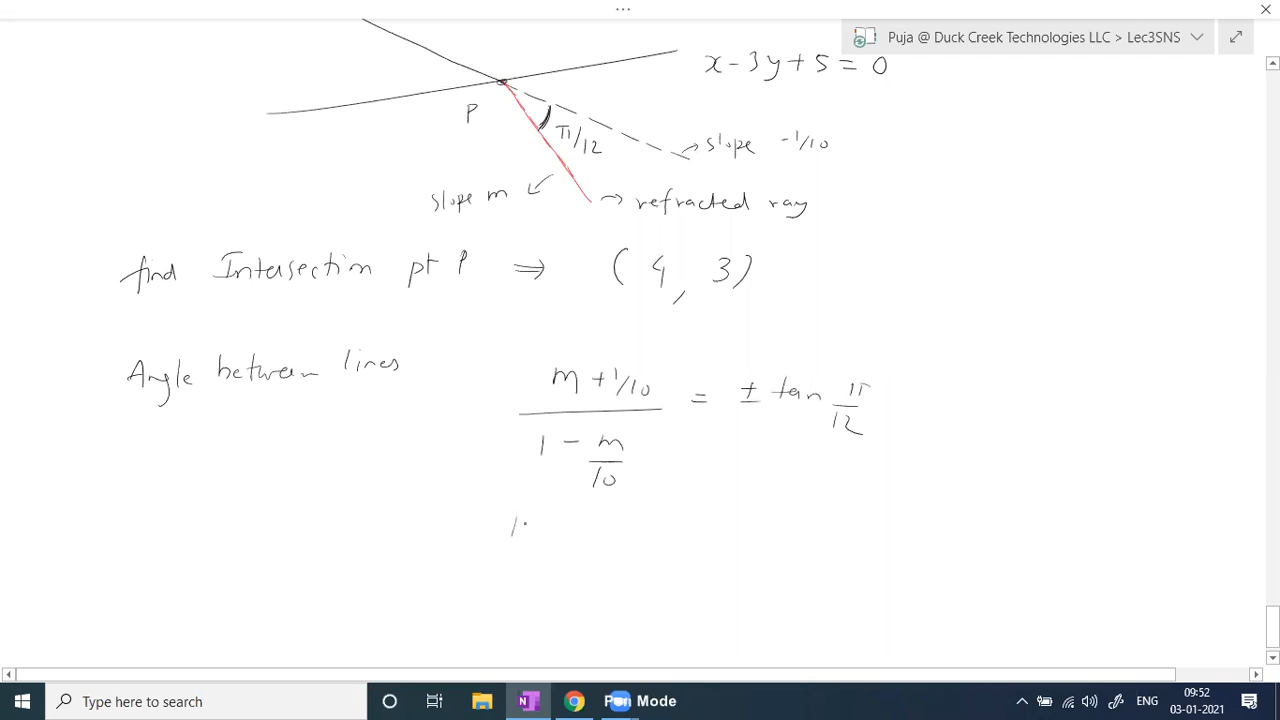 Puja @ Duck Creek Technologies LLC > Lec3SNS
x - 3y + 5 = 0
P
π/12
slope -1/10
slope m
refracted ray
find Intersection pt P ⇒ (4, 3)
Angle between lines
m + 1/10 = ± tan π
1 - m 12
10
Type here to search
Pen Mode
ENG
09:52
03-01-2021